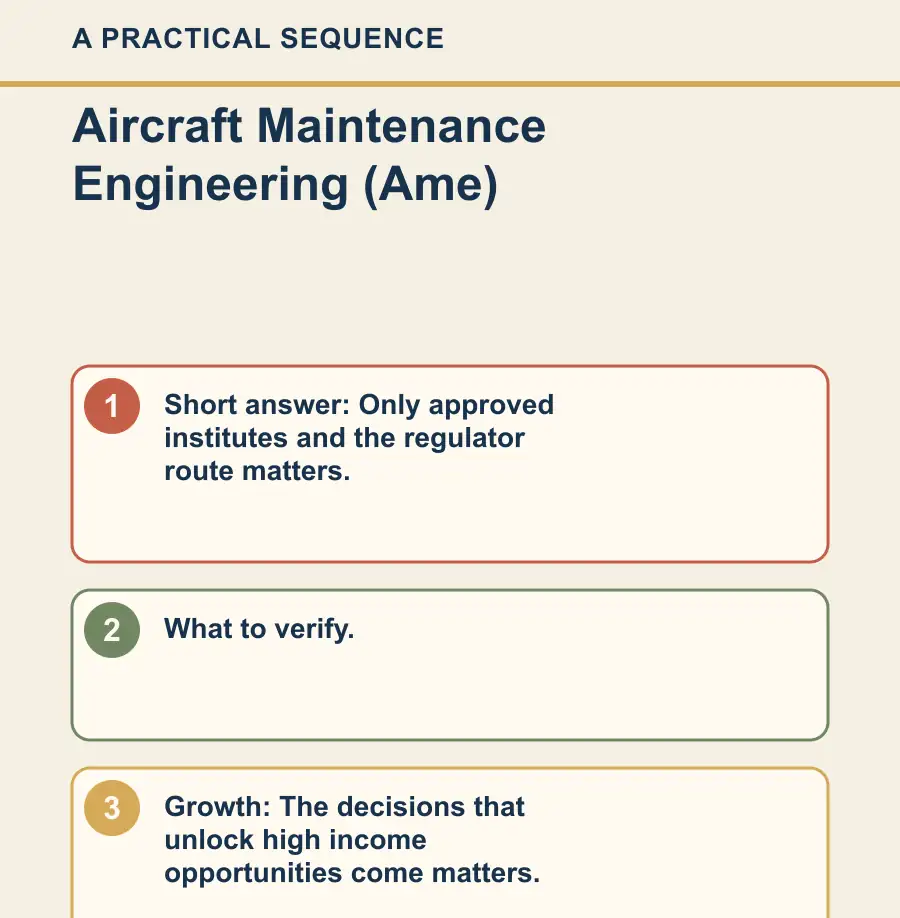 A PRACTICAL SEQUENCE
Aircraft Maintenance
Engineering (Ame)
1
Short answer: Only approved
institutes and the regulator
route matters.
2
What to verify.
3
Growth: The decisions that
unlock high income
opportunities come matters.